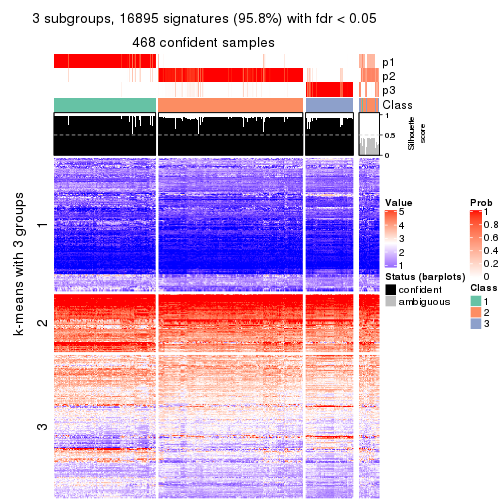 3 subgroups, 16895 signatures (95.8%) with fdr < 0.05
468 confident samples
p1
p2
p3
Class
1
0.5
0
Silhouette
score
k-means with 3 groups
1
2
3
Value
5
4
3
2
1
Status (barplots)
confident
ambiguous
Prob
1
0.8
0.6
0.4
0.2
0
Class
1
2
3